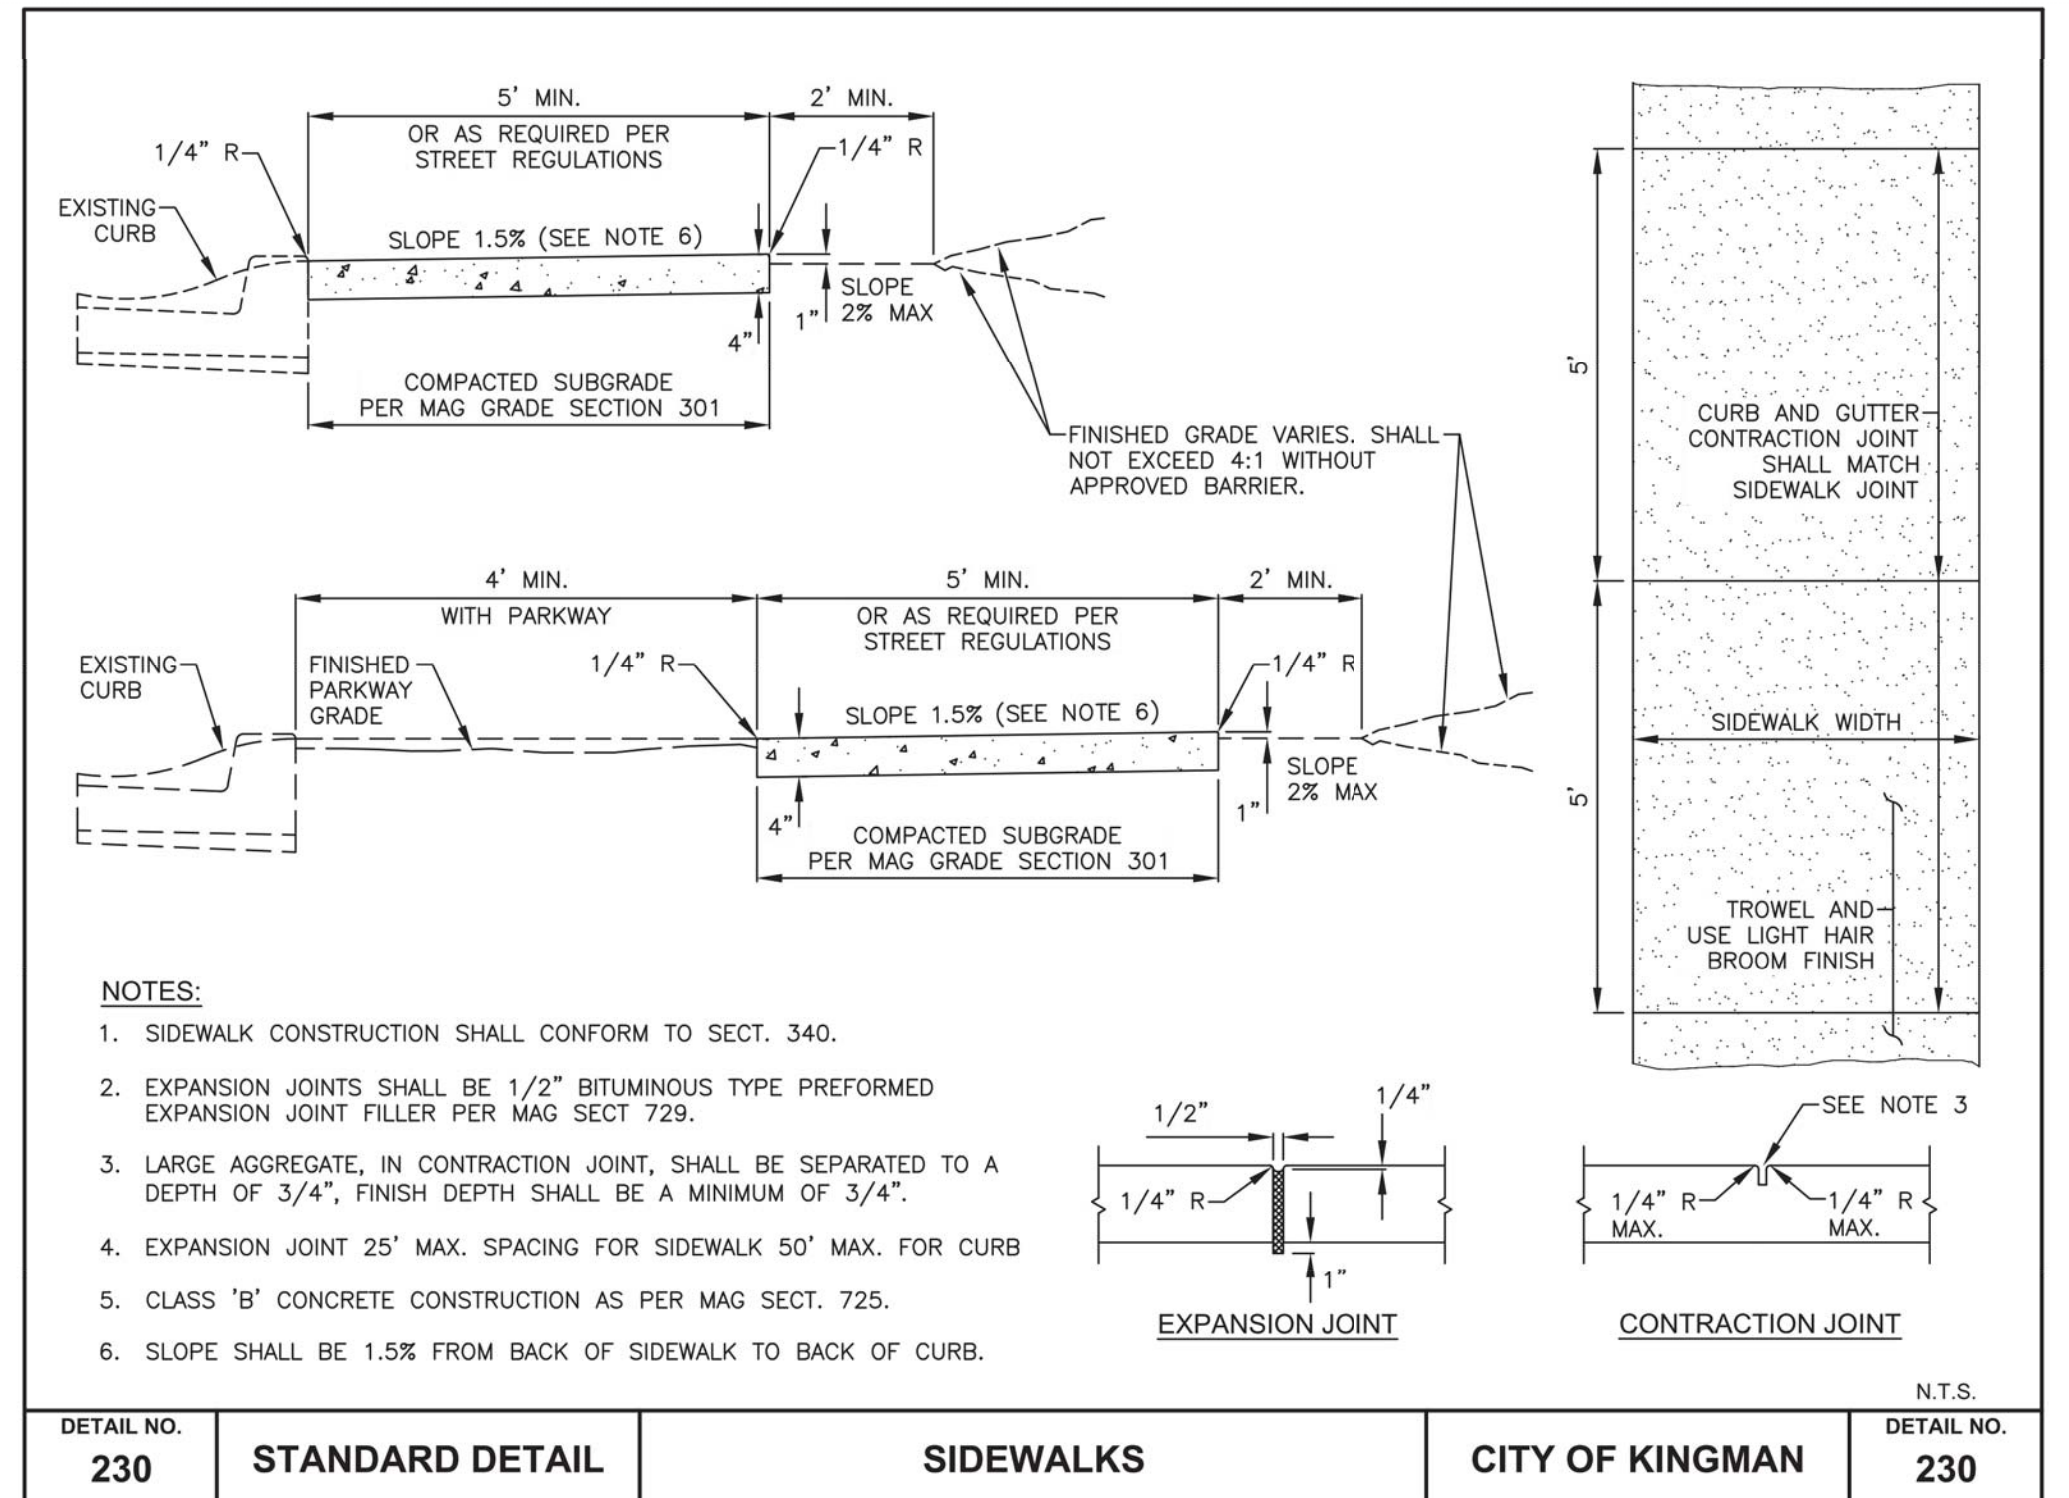 5' MIN.
OR AS REQUIRED PER
STREET REGULATIONS
2' MIN.
1/4" R
1/4" R
EXISTING
CURB
SLOPE 1.5% (SEE NOTE 6)
SLOPE
2% MAX
1"
4"
COMPACTED SUBGRADE
PER MAG GRADE SECTION 301
FINISHED GRADE VARIES. SHALL
NOT EXCEED 4:1 WITHOUT
APPROVED BARRIER.
4' MIN.
WITH PARKWAY
5' MIN.
OR AS REQUIRED PER
STREET REGULATIONS
2' MIN.
EXISTING
CURB
FINISHED
PARKWAY
GRADE
1/4" R
1/4" R
SLOPE 1.5% (SEE NOTE 6)
SLOPE
2% MAX
1"
4"
COMPACTED SUBGRADE
PER MAG GRADE SECTION 301
5'
CURB AND GUTTER
CONTRACTION JOINT
SHALL MATCH
SIDEWALK JOINT
SIDEWALK WIDTH
5'
TROWEL AND
USE LIGHT HAIR
BROOM FINISH
NOTES:
1. SIDEWALK CONSTRUCTION SHALL CONFORM TO SECT. 340.
2. EXPANSION JOINTS SHALL BE 1/2" BITUMINOUS TYPE PREFORMED
EXPANSION JOINT FILLER PER MAG SECT 729.
3. LARGE AGGREGATE, IN CONTRACTION JOINT, SHALL BE SEPARATED TO A
DEPTH OF 3/4", FINISH DEPTH SHALL BE A MINIMUM OF 3/4".
4. EXPANSION JOINT 25' MAX. SPACING FOR SIDEWALK 50' MAX. FOR CURB
5. CLASS 'B' CONCRETE CONSTRUCTION AS PER MAG SECT. 725.
6. SLOPE SHALL BE 1.5% FROM BACK OF SIDEWALK TO BACK OF CURB.
1/2"
1/4"
1/4" R
1"
EXPANSION JOINT
SEE NOTE 3
1/4" R
MAX.
1/4" R
MAX.
CONTRACTION JOINT
N.T.S.
DETAIL NO.
230
STANDARD DETAIL
SIDEWALKS
CITY OF KINGMAN
DETAIL NO.
230